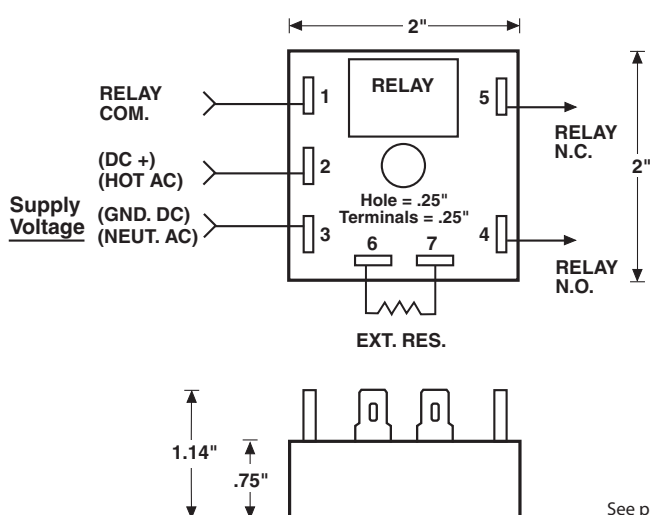 2"
RELAY
COM.
1
RELAY
5
RELAY
N.C.
(DC +)
(HOT AC)
2
2"
Supply
Voltage
(GND. DC)
(NEUT. AC)
3
Hole = .25"
Terminals = .25"
6
7
4
RELAY
N.O.
EXT. RES.
1.14"
.75"
See p